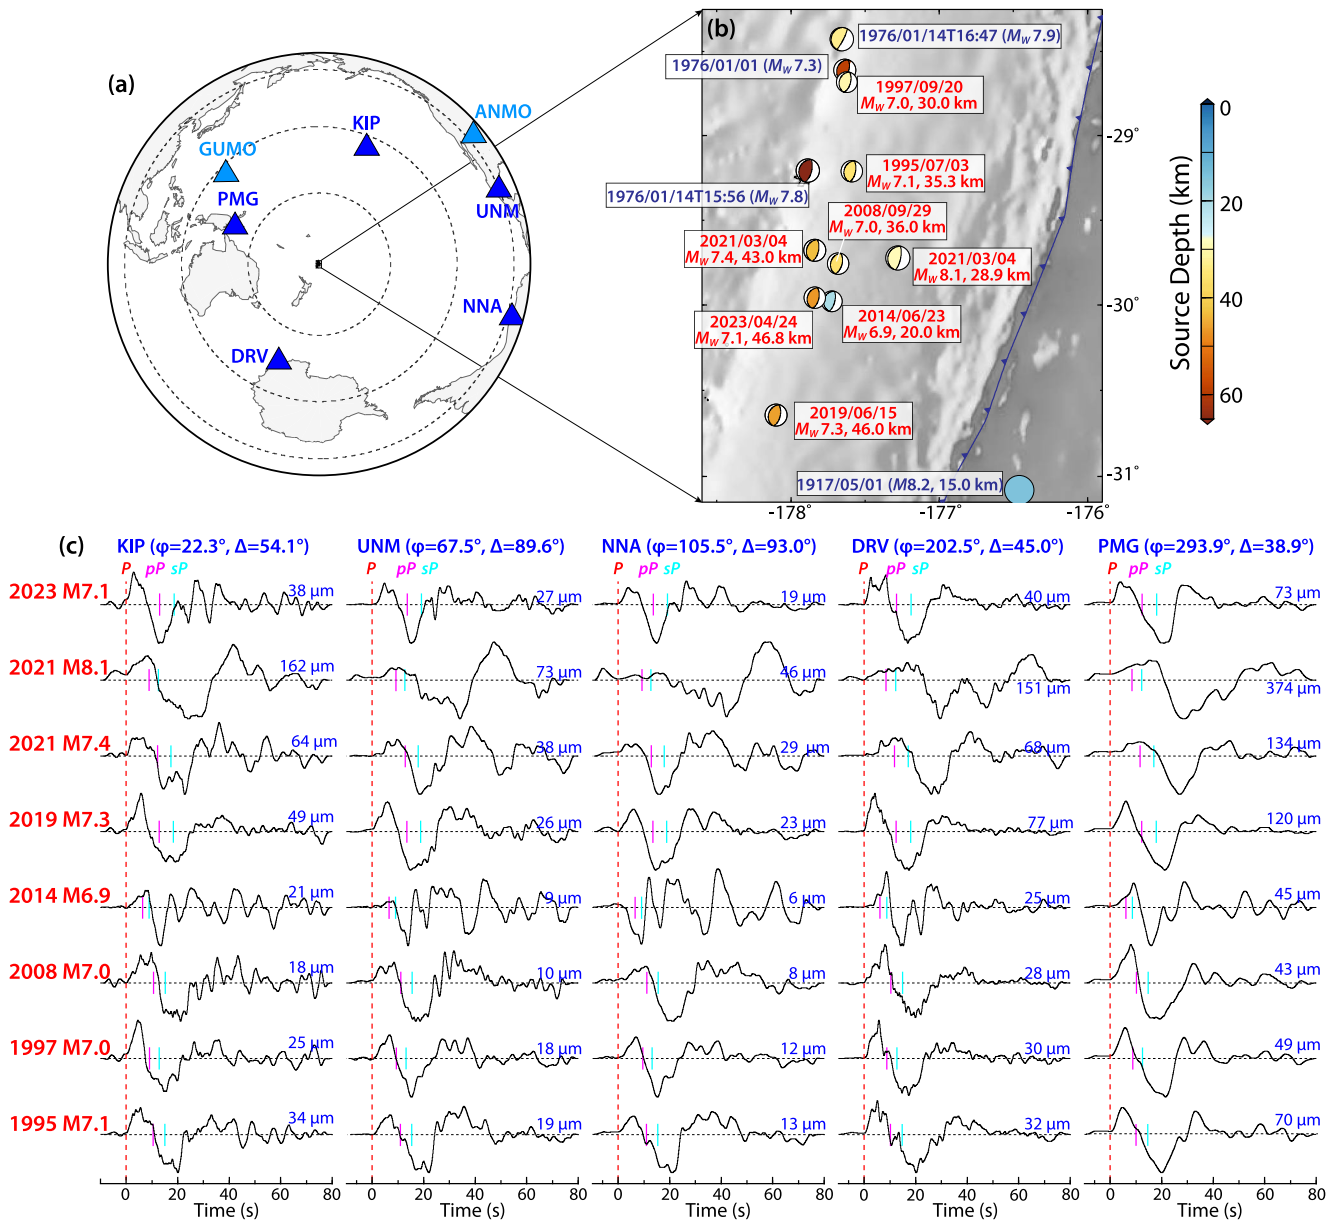 (a)
ANMO
KIP
GUMO
PMG
UNM
NNA
DRV
(b)
1976/01/14T16:47 (MW 7.9)
1976/01/01 (MW 7.3)
1997/09/20
MW 7.0, 30.0 km
1995/07/03
MW 7.1, 35.3 km
1976/01/14T15:56 (MW 7.8)
2008/09/29
MW 7.0, 36.0 km
2021/03/04
MW 7.4, 43.0 km
2021/03/04
MW 8.1, 28.9 km
2023/04/24
MW 7.1, 46.8 km
2014/06/23
MW 6.9, 20.0 km
2019/06/15
MW 7.3, 46.0 km
1917/05/01 (M8.2, 15.0 km)
-29°
-30°
-31°
-178° -177° -176°
Source Depth (km)
0
20
40
60
(c)
KIP (φ=22.3°, Δ=54.1°) UNM (φ=67.5°, Δ=89.6°) NNA (φ=105.5°, Δ=93.0°) DRV (φ=202.5°, Δ=45.0°) PMG (φ=293.9°, Δ=38.9°)
P pP sP P pP sP P pP sP P pP sP P pP sP
2023 M7.1 38 μm 27 μm 19 μm 40 μm 73 μm
2021 M8.1 162 μm 73 μm 46 μm 151 μm 374 μm
2021 M7.4 64 μm 38 μm 29 μm 68 μm 134 μm
2019 M7.3 49 μm 26 μm 23 μm 77 μm 120 μm
2014 M6.9 21 μm 9 μm 6 μm 25 μm 45 μm
2008 M7.0 18 μm 10 μm 8 μm 28 μm 43 μm
1997 M7.0 25 μm 18 μm 12 μm 30 μm 49 μm
1995 M7.1 34 μm 19 μm 13 μm 32 μm 70 μm
0 20 40 60 80 0 20 40 60 80 0 20 40 60 80 0 20 40 60 80 0 20 40 60 80
Time (s) Time (s) Time (s) Time (s) Time (s)